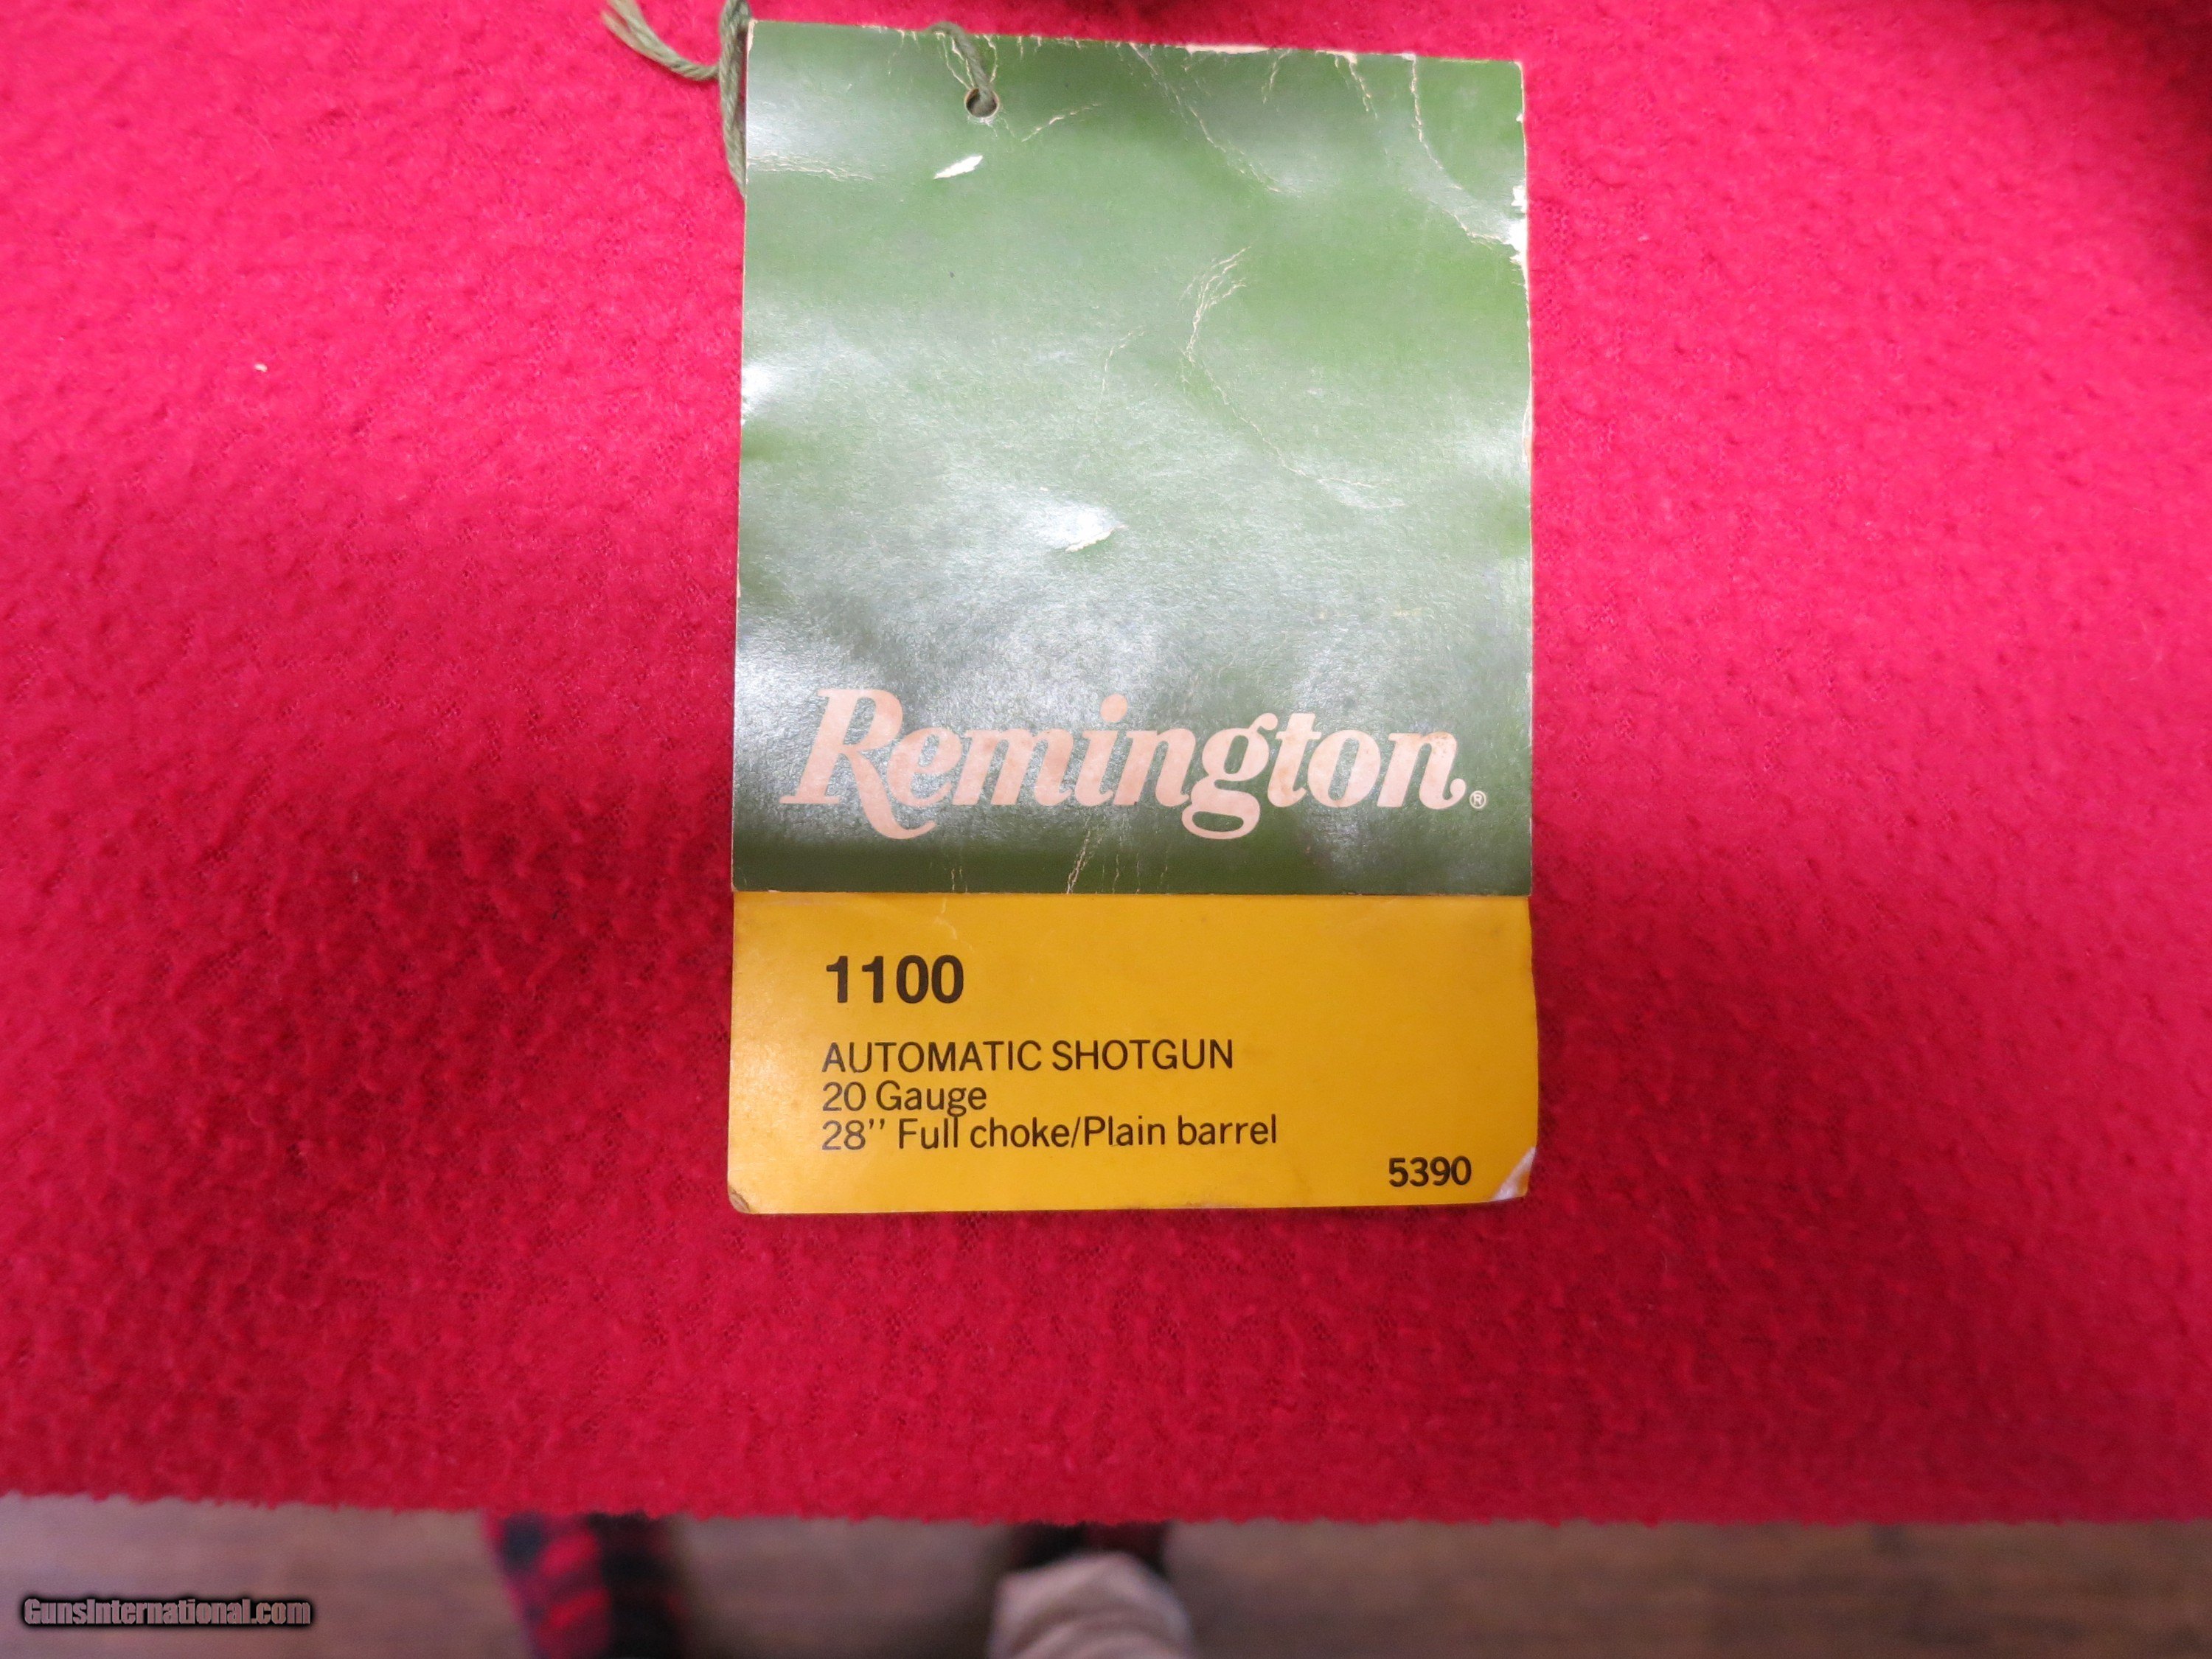 Remington.®
1100
AUTOMATIC SHOTGUN
20 Gauge
28'' Full choke/Plain barrel
5390
GunsInternational.com